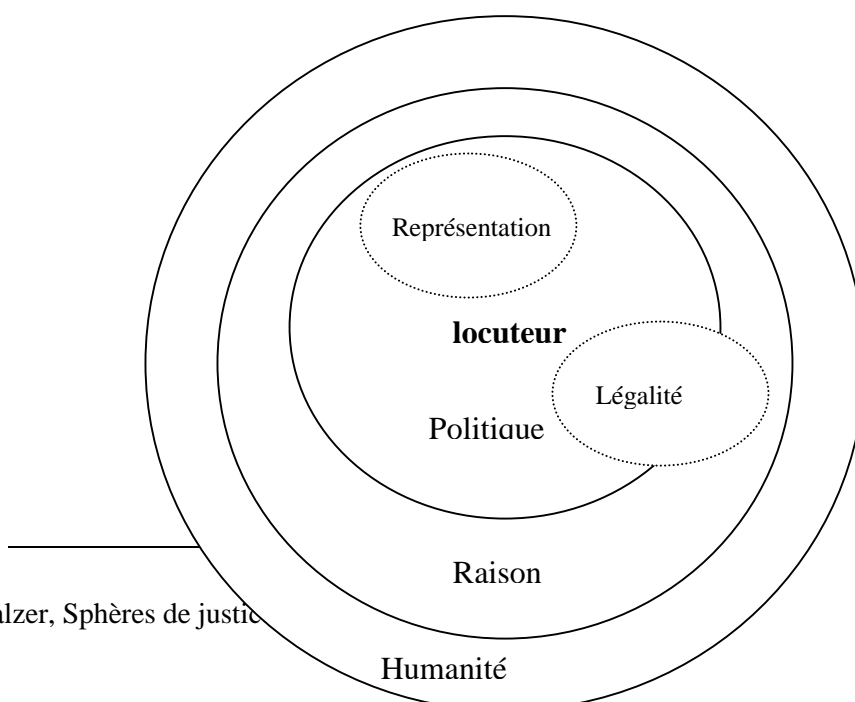 Représentation
locuteur
Légalité
Politique
Raison
alzer, Sphères de justic
Humanité